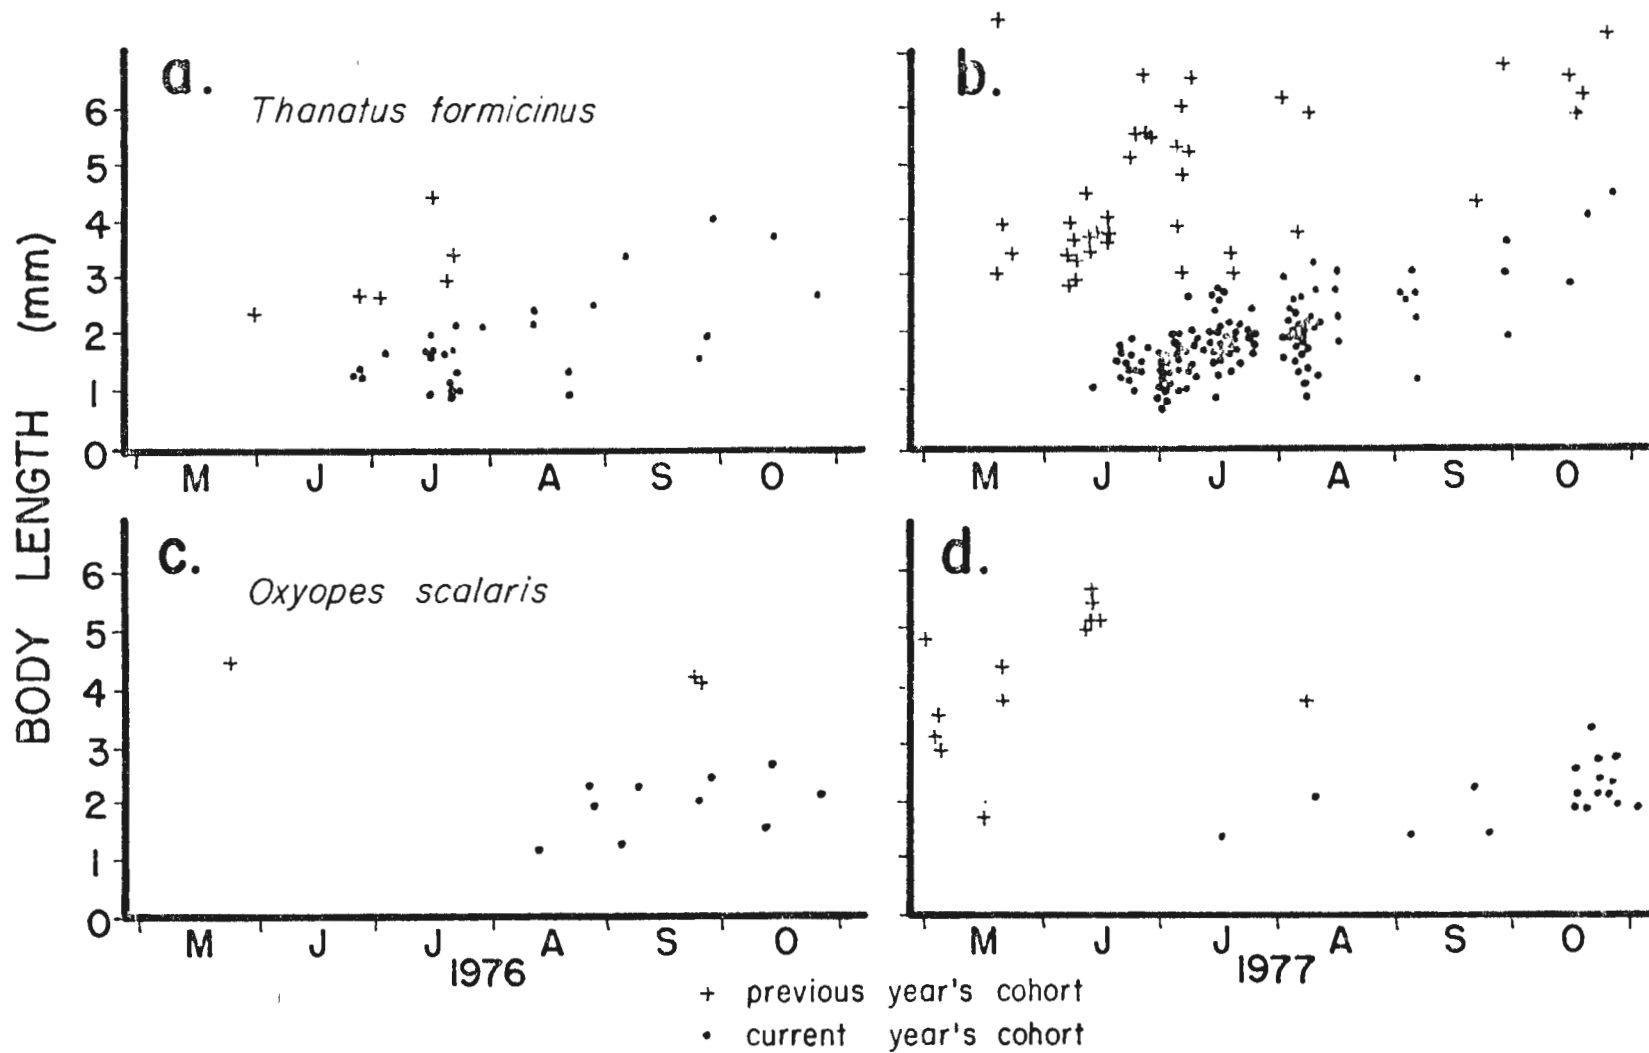 a.
Thanatus formicinus
b.
6
5
4
3
2
1
0
M J J A S O
M J J A S O
BODY LENGTH (mm)
c.
Oxyopes scalaris
d.
6
5
4
3
2
1
0
M J J A S O
M J J A S O
1976
1977
+ previous year's cohort
• current year's cohort